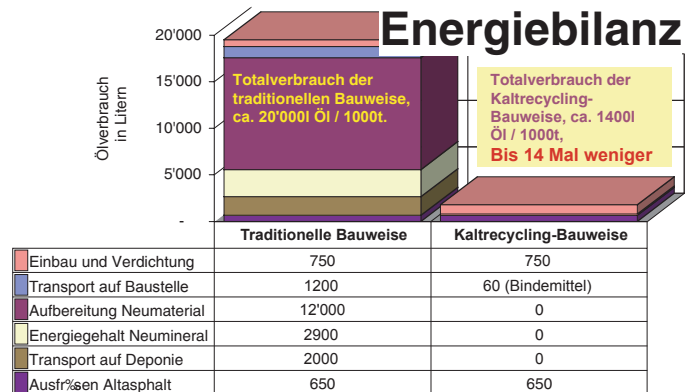 Energiebilanz
20'000
15'000
10'000
5'000
-
Ölverbrauch
in Litern
Totalverbrauch der
traditionellen Bauweise,
ca. 20'000l Öl / 1000t.
Totalverbrauch der
Kaltrecycling-
Bauweise, ca. 1400l
Öl / 1000t,
Bis 14 Mal weniger
Traditionelle Bauweise Kaltrecycling-Bauweise
Einbau und Verdichtung 750 750
Transport auf Baustelle 1200 60 (Bindemittel)
Aufbereitung Neumaterial 12'000 0
Energiegehalt Neumineral 2900 0
Transport auf Deponie 2000 0
Ausfr‰sen Altasphalt 650 650